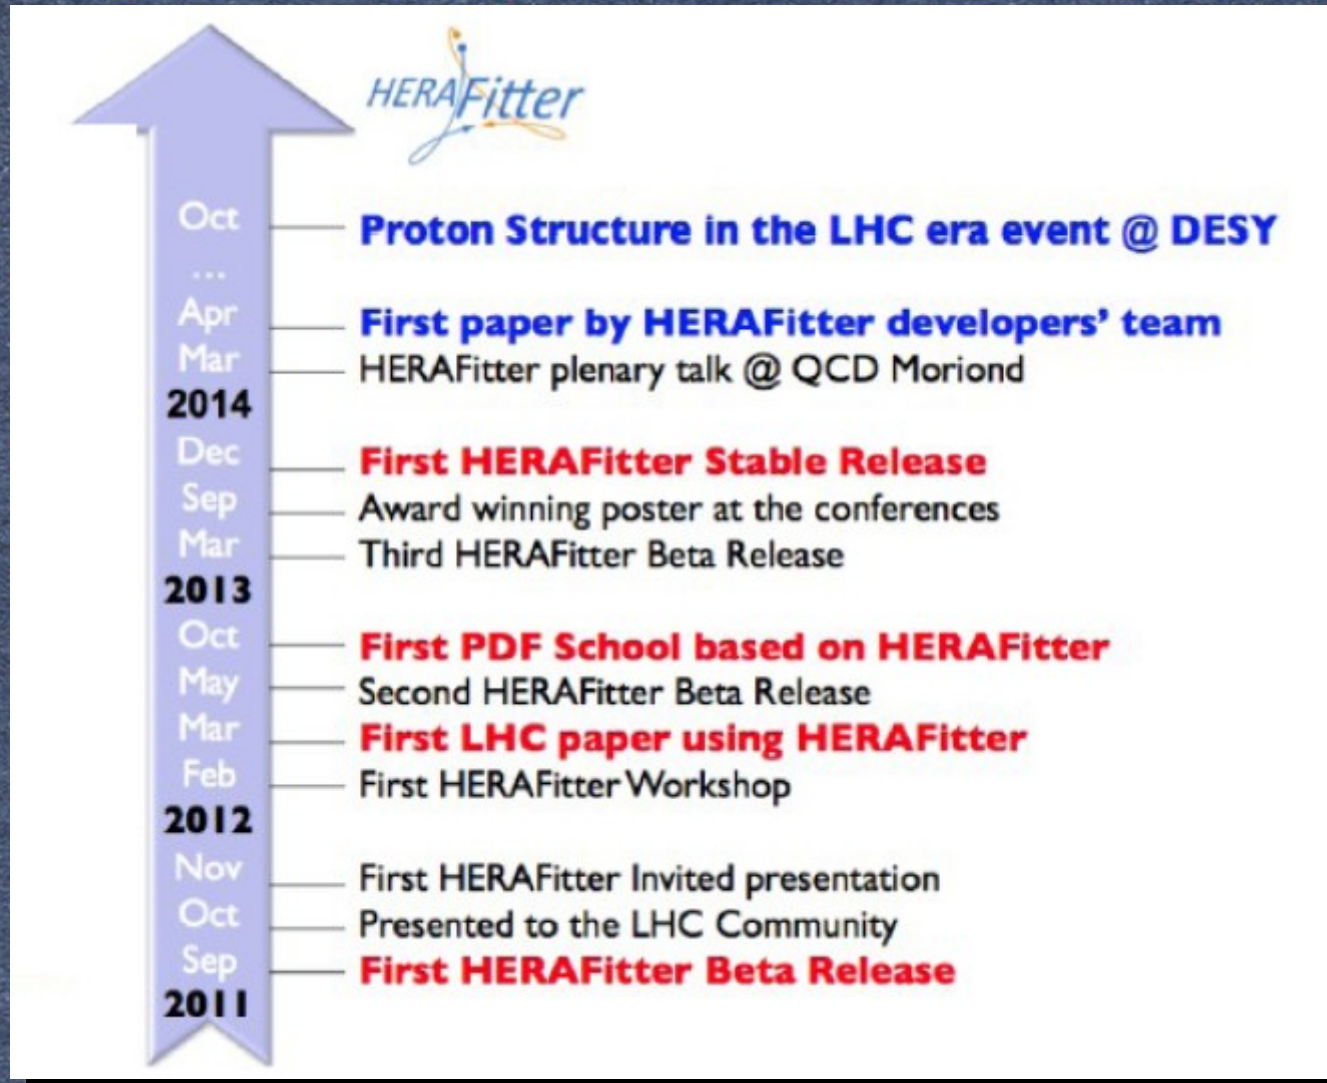 HERAFitter
Oct Proton Structure in the LHC era event @ DESY
...
Apr First paper by HERAFitter developers' team
Mar HERAFitter plenary talk @ QCD Moriond
2014
Dec First HERAFitter Stable Release
Sep Award winning poster at the conferences
Mar Third HERAFitter Beta Release
2013
Oct First PDF School based on HERAFitter
May Second HERAFitter Beta Release
Mar First LHC paper using HERAFitter
Feb First HERAFitter Workshop
2012
Nov First HERAFitter Invited presentation
Oct Presented to the LHC Community
Sep First HERAFitter Beta Release
2011